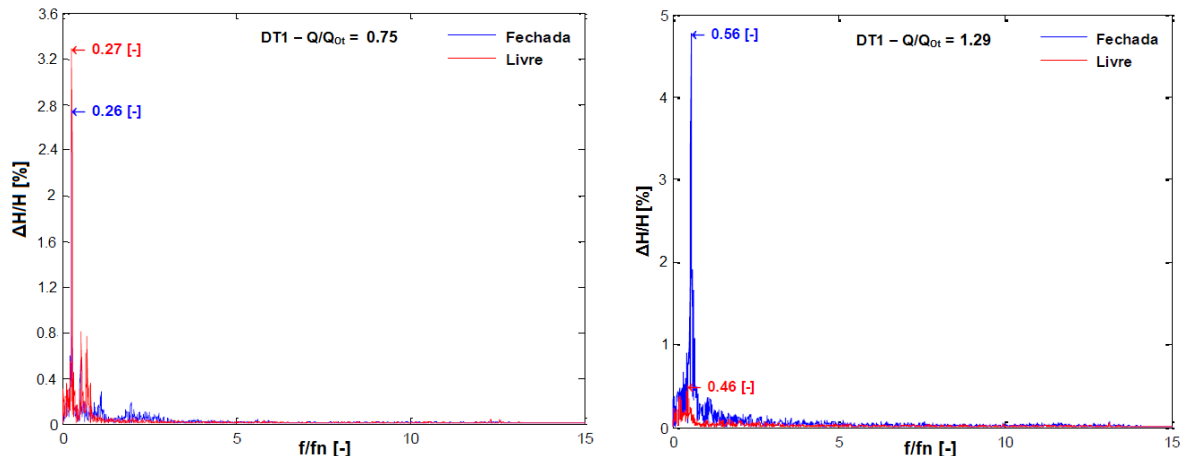 3.6
3.2
2.8
2.4
2
1.6
1.2
0.8
0.4
0
ΔH/H [%]
DT1 – Q/QOt = 0.75
Fechada
Livre
← 0.27 [-]
← 0.26 [-]
0
5
10
15
f/fn [-]
5
4
3
2
1
0
ΔH/H [%]
← 0.56 [-]
DT1 – Q/QOt = 1.29
Fechada
Livre
← 0.46 [-]
0
5
10
15
f/fn [-]